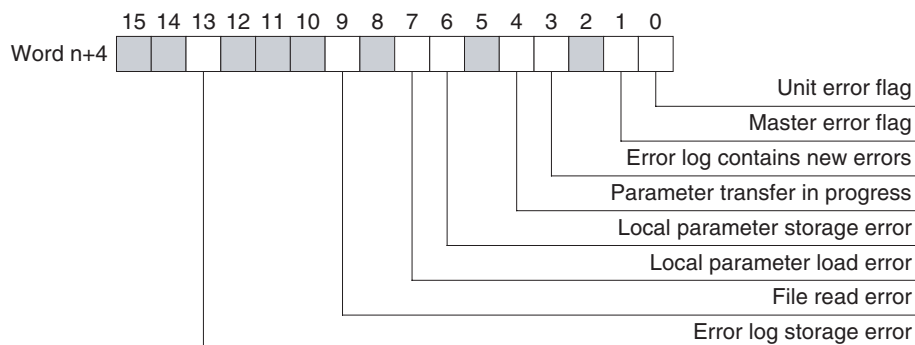 15 14 13 12 11 10 9 8 7 6 5 4 3 2 1 0
Word n+4
Unit error flag
Master error flag
Error log contains new errors
Parameter transfer in progress
Local parameter storage error
Local parameter load error
File read error
Error log storage error